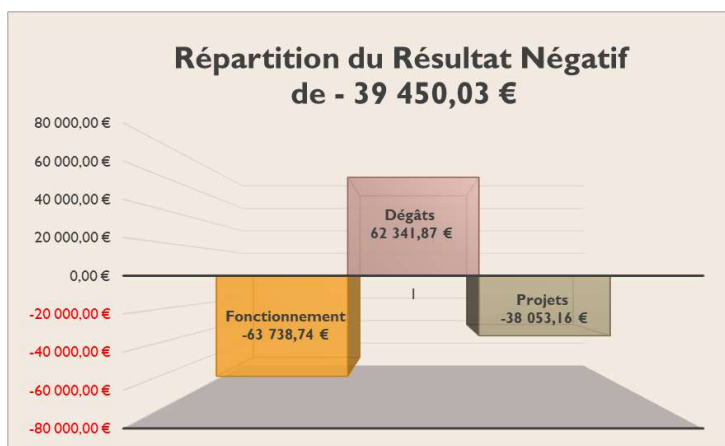 Répartition du Résultat Négatif
de - 39 450,03 €
80 000,00 €
60 000,00 €
40 000,00 €
20 000,00 €
0,00 €
-20 000,00 €
-40 000,00 €
-60 000,00 €
-80 000,00 €
Dégâts
62 341,87 €
1
Fonctionnement
-63 738,74 €
Projets
-38 053,16 €